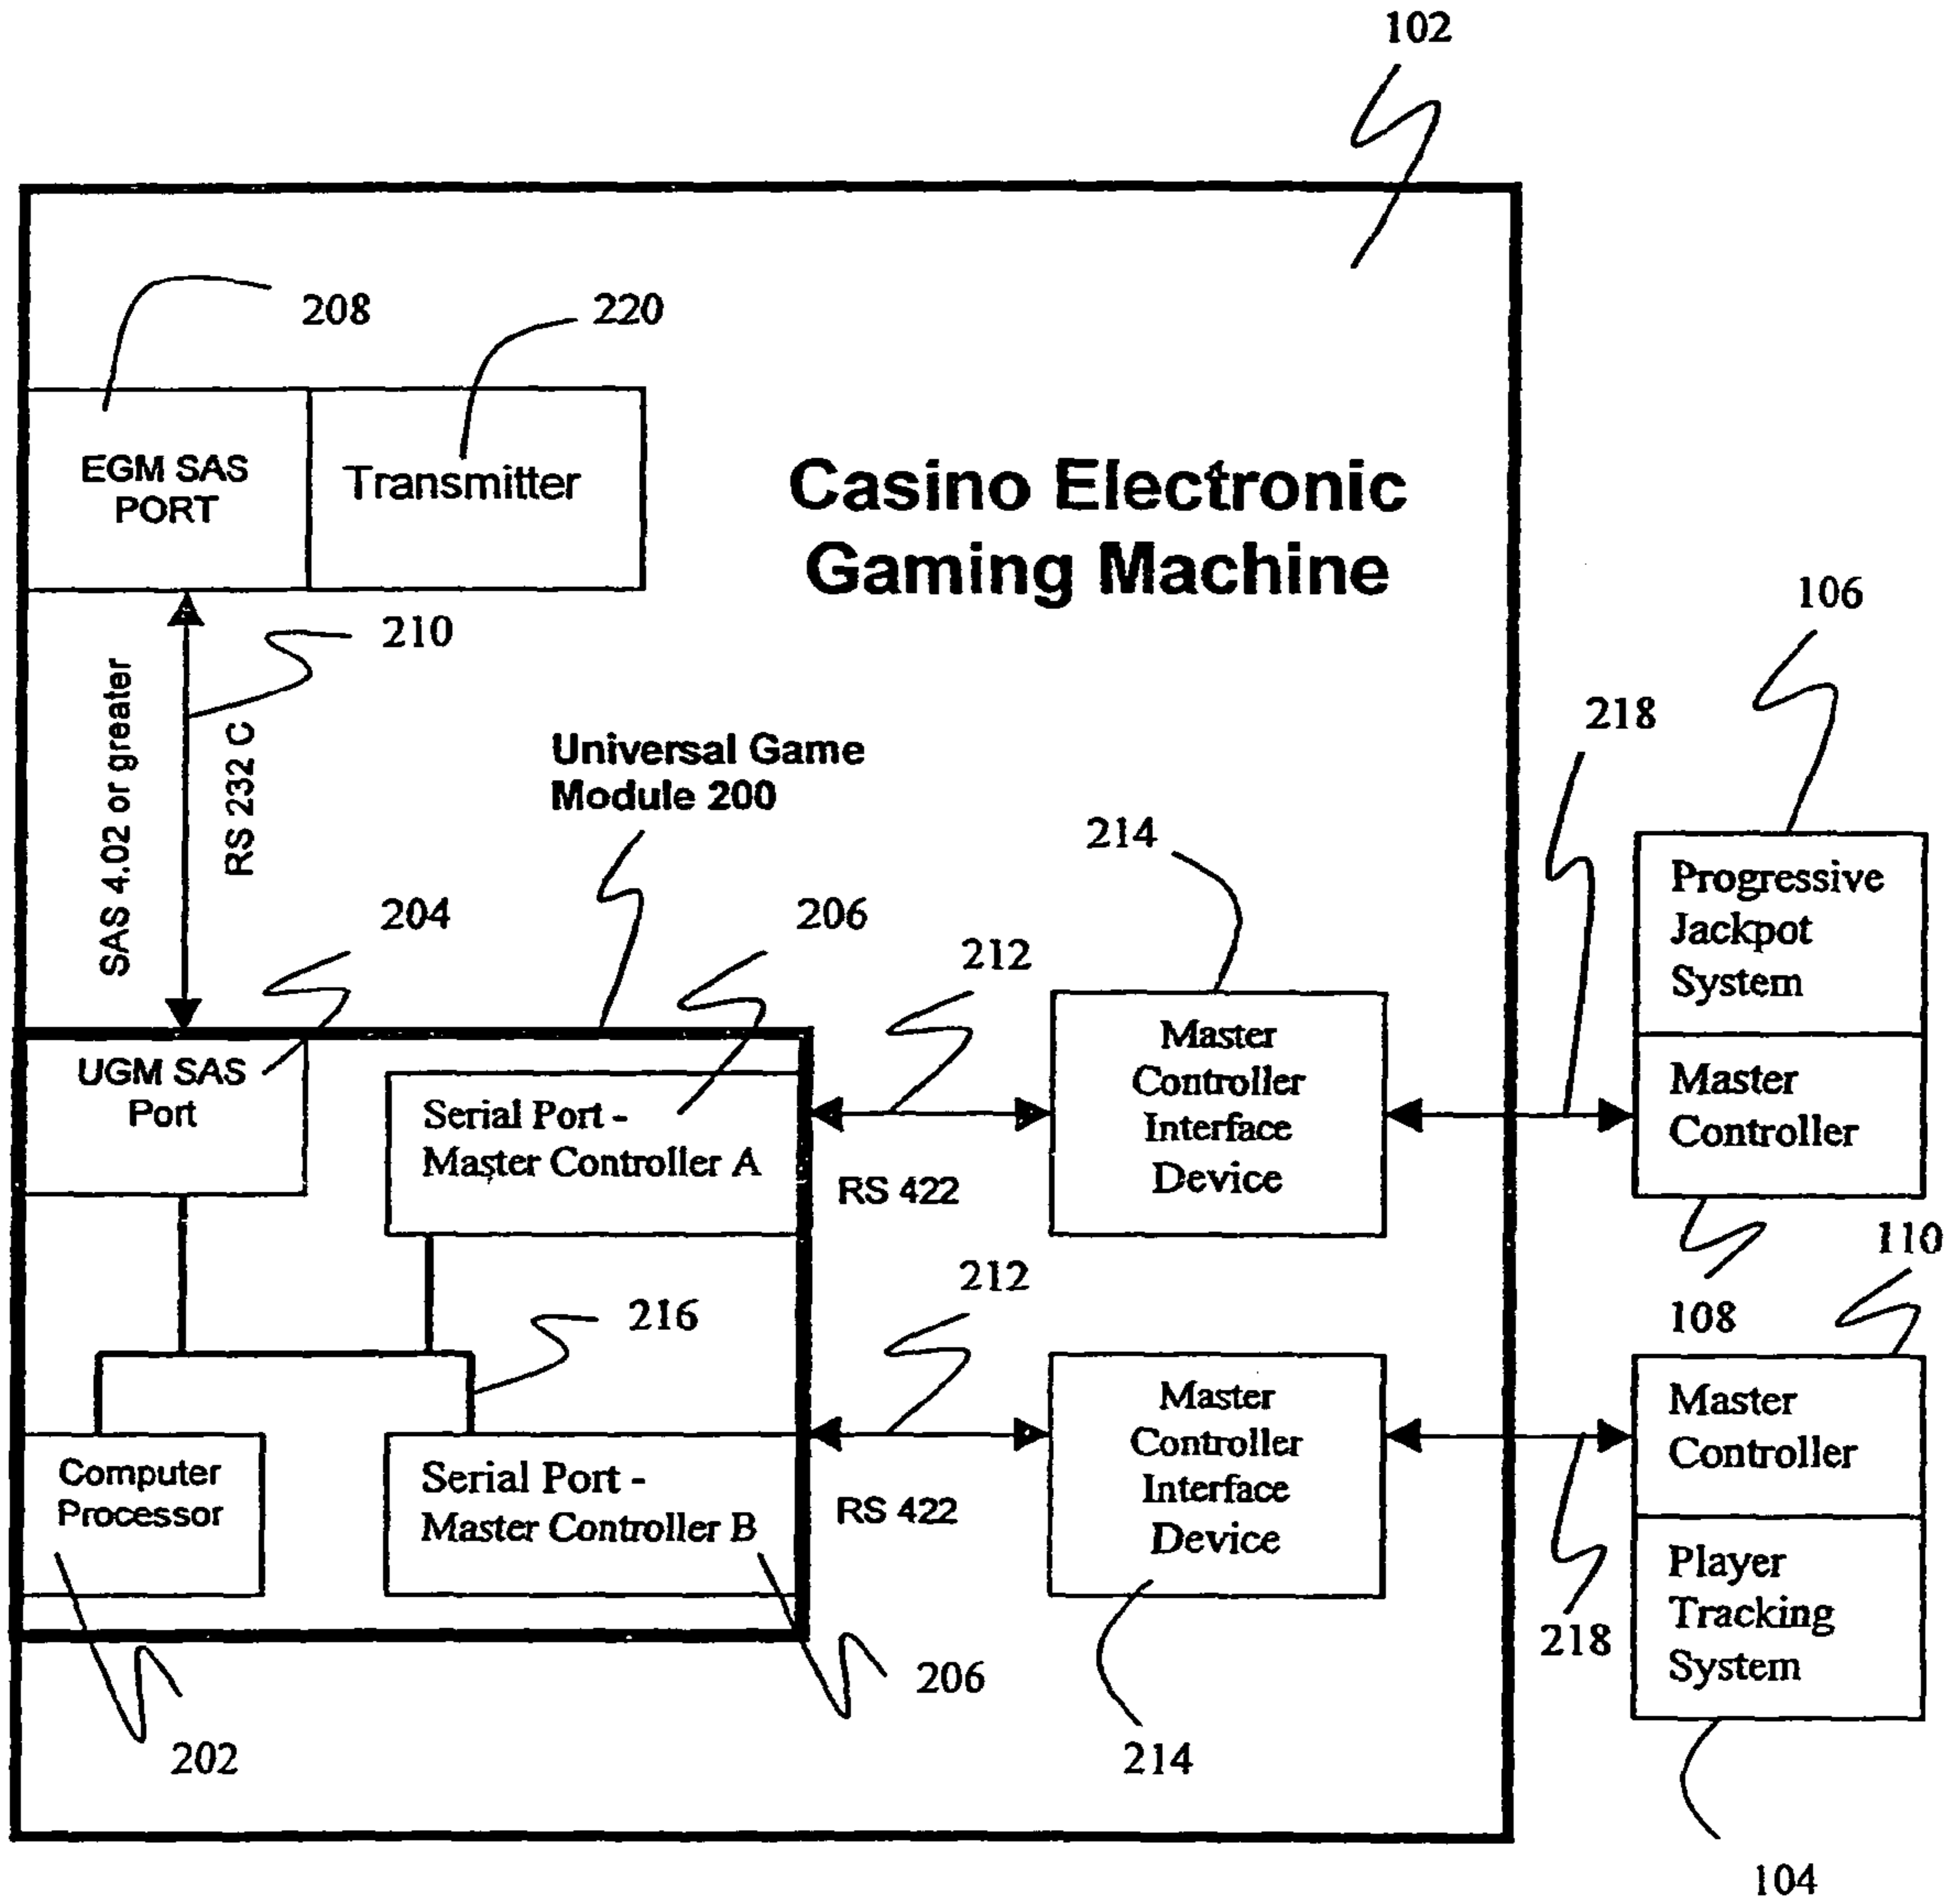 102
208
220
EGM SAS
PORT
Transmitter
Casino Electronic
Gaming Machine
106
210
SAS 4.02 or greater
RS 232 C
218
Universal Game
Module 200
214
Progressive
Jackpot
System
204
206
212
UGM SAS
Port
Serial Port -
Master Controller A
RS 422
Master
Controller
Interface
Device
Master
Controller
110
108
216
212
Computer
Processor
Serial Port -
Master Controller B
RS 422
Master
Controller
Interface
Device
Master
Controller
Player
Tracking
System
218
206
202
214
104